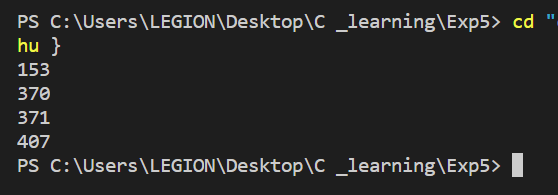 PS C:\Users\LEGION\Desktop\C _learning\Exp5> cd "
hu }
153
370
371
407
PS C:\Users\LEGION\Desktop\C _learning\Exp5>